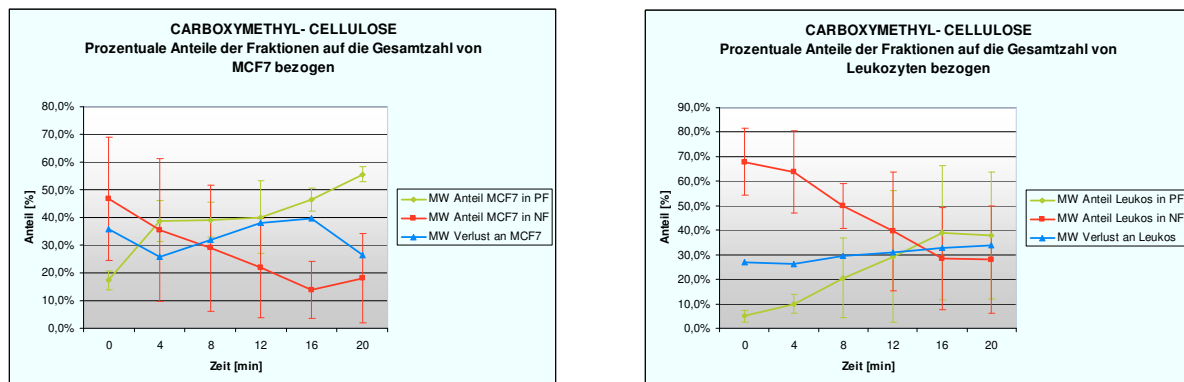 CARBOXYMETHYL- CELLULOSE
Prozentuale Anteile der Fraktionen auf die Gesamtzahl von
MCF7 bezogen
80,0%
70,0%
60,0%
50,0%
40,0%
30,0%
20,0%
10,0%
0,0%
Anteil [%]
0 4 8 12 16 20
Zeit [min]
MW Anteil MCF7 in PF
MW Anteil MCF7 in NF
MW Verlust an MCF7
CARBOXYMETHYL- CELLULOSE
Prozentuale Anteile der Fraktionen auf die Gesamtzahl von
Leukozyten bezogen
90,0%
80,0%
70,0%
60,0%
50,0%
40,0%
30,0%
20,0%
10,0%
0,0%
Anteil [%]
0 4 8 12 16 20
Zeit [min]
MW Anteil Leukos in PF
MW Anteil Leukos in NF
MW Verlust an Leukos